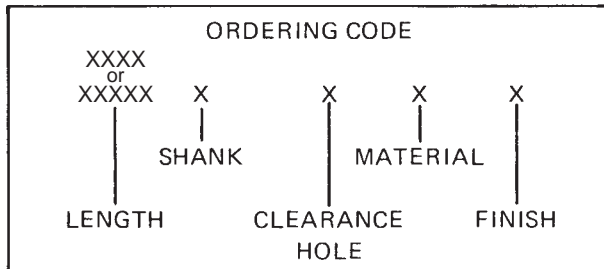 ORDERING CODE
XXXX
or
XXXXX X X X X
SHANK MATERIAL
LENGTH CLEARANCE FINISH
HOLE